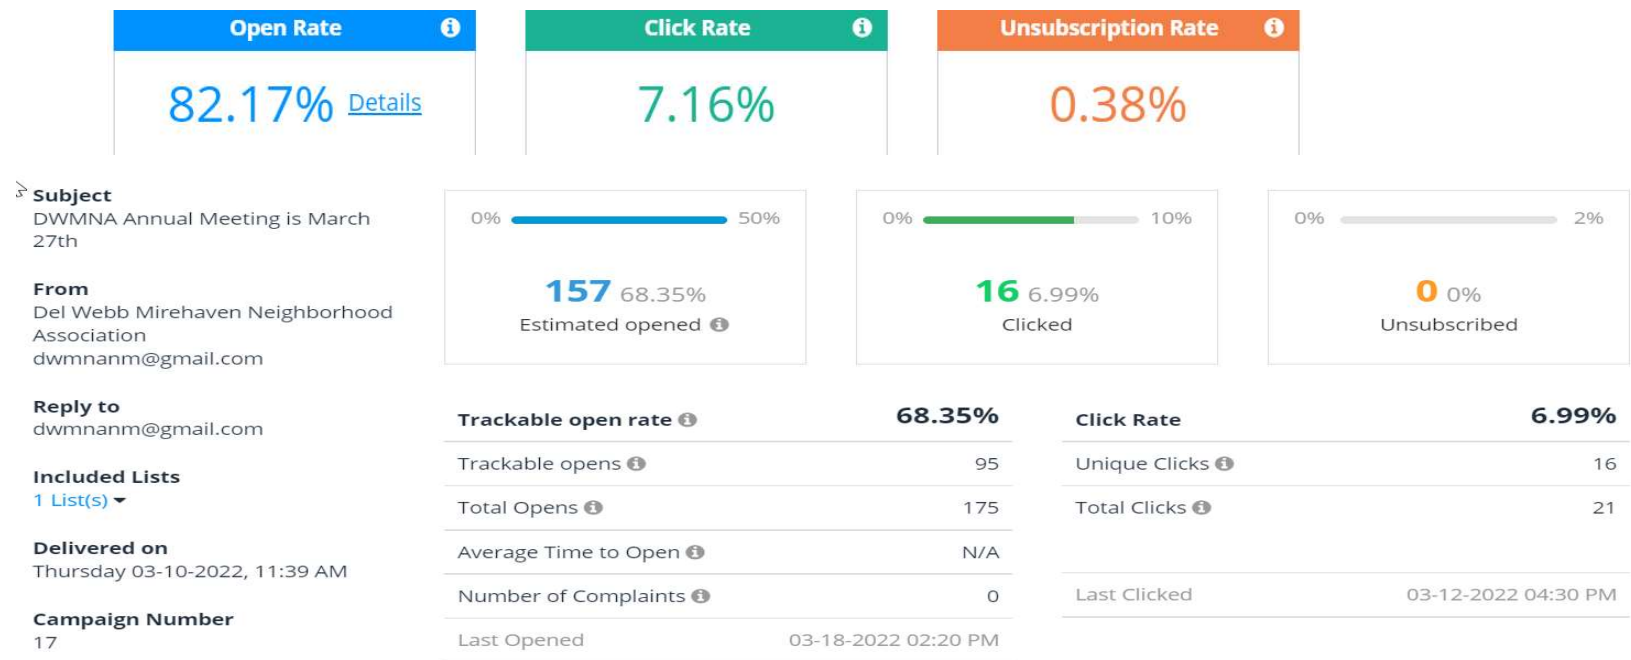 Open Rate
Click Rate
Unsubscription Rate
82.17% Details
7.16%
0.38%
Subject
DWMNA Annual Meeting is March
27th
From
Del Webb Mirehaven Neighborhood
Association
dwmnanm@gmail.com
Reply to
dwmnanm@gmail.com
Included Lists
1 List(s)
Delivered on
Thursday 03-10-2022, 11:39 AM
Campaign Number
17
0% 50%
157 68.35%
Estimated opened
0% 10%
16 6.99%
Clicked
0% 2%
0 0%
Unsubscribed
Trackable open rate 68.35%
Trackable opens 95
Total Opens 175
Average Time to Open N/A
Number of Complaints 0
Last Opened 03-18-2022 02:20 PM
Click Rate 6.99%
Unique Clicks 16
Total Clicks 21
Last Clicked 03-12-2022 04:30 PM